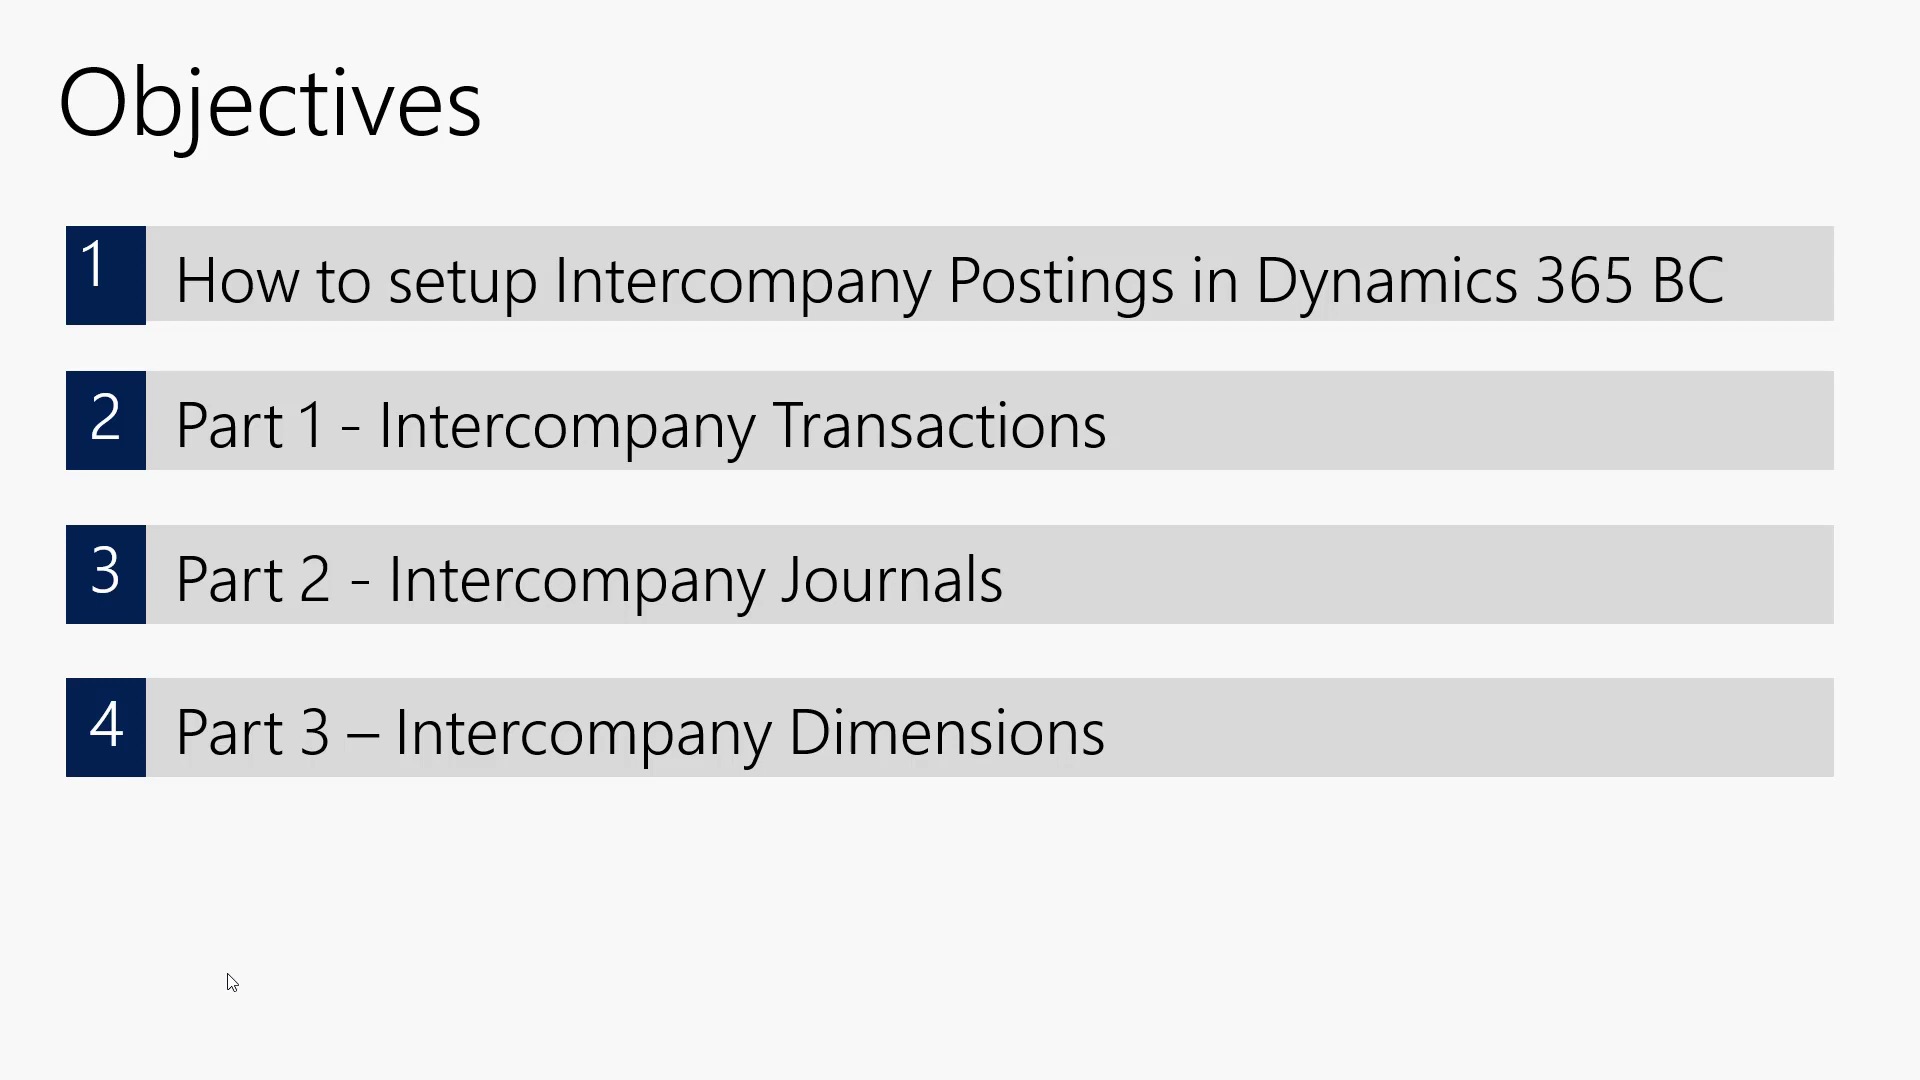 Objectives
1 How to setup Intercompany Postings in Dynamics 365 BC
2 Part 1 - Intercompany Transactions
3 Part 2 - Intercompany Journals
4 Part 3 – Intercompany Dimensions